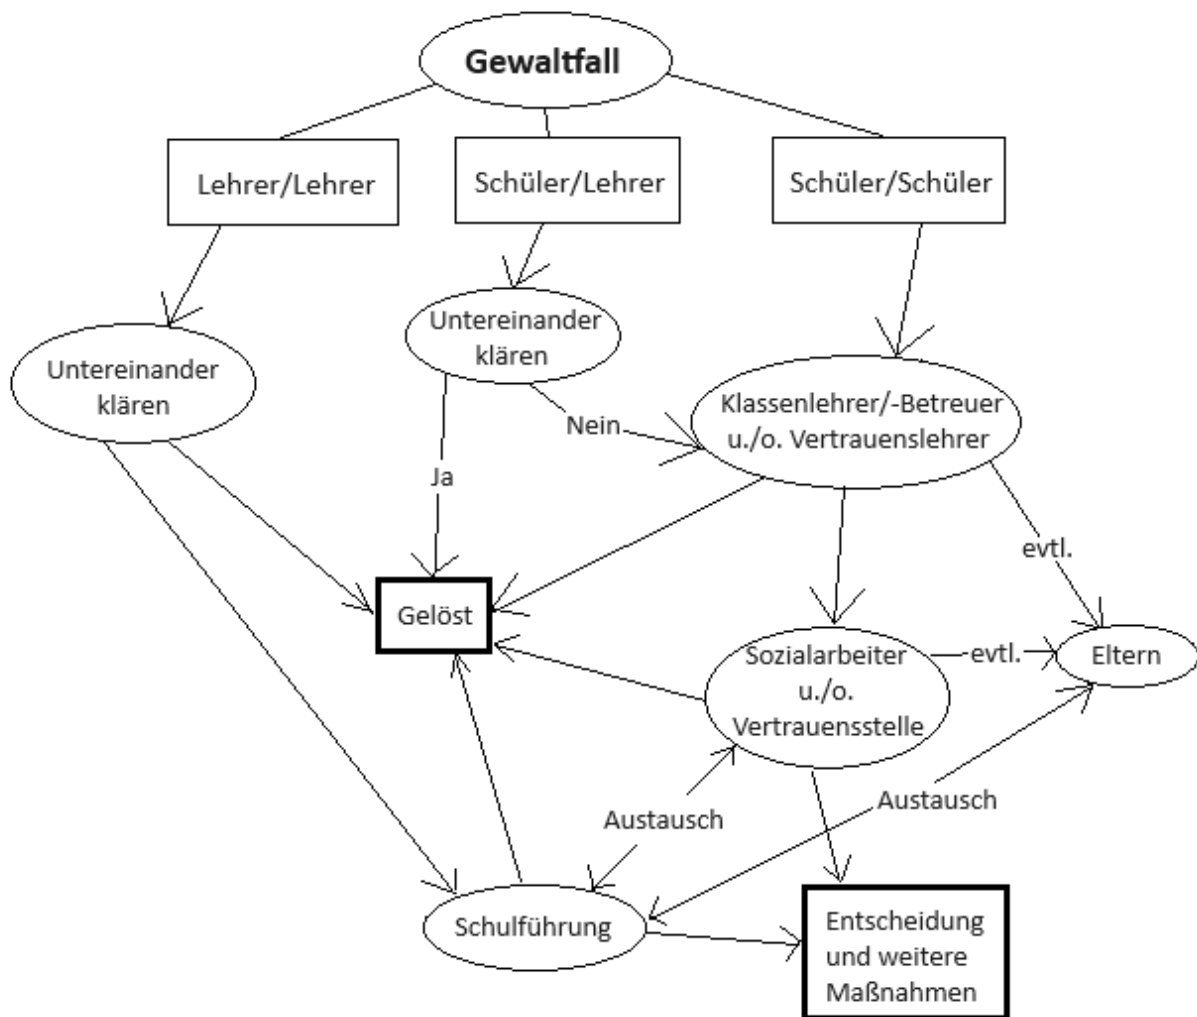 Gewaltfall
Lehrer/Lehrer
Schüler/Lehrer
Schüler/Schüler
Untereinander
klären
Untereinander
klären
Klassenlehrer/-Betreuer
u./o. Vertrauenslehrer
Nein
Ja
evtl.
Gelöst
Sozialarbeiter
u./o.
Vertrauensstelle
evtl.
Eltern
Austausch
Austausch
Schulführung
Entscheidung
und weitere
Maßnahmen